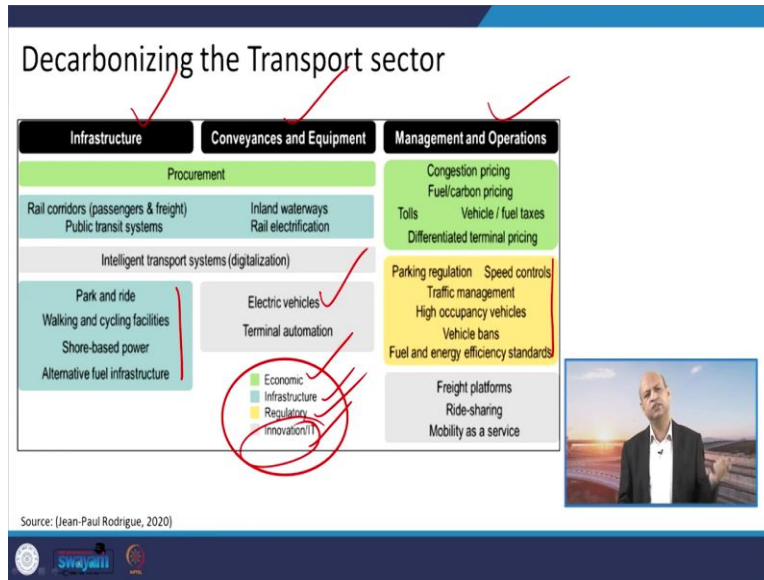 Decarbonizing the Transport sector
Infrastructure
Conveyances and Equipment
Management and Operations
Procurement
Rail corridors (passengers & freight)
Public transit systems
Inland waterways
Rail electrification
Intelligent transport systems (digitalization)
Park and ride
Walking and cycling facilities
Shore-based power
Alternative fuel infrastructure
Electric vehicles
Terminal automation
Economic
Infrastructure
Regulatory
Innovation/IT
Congestion pricing
Fuel/carbon pricing
Tolls Vehicle / fuel taxes
Differentiated terminal pricing
Parking regulation Speed controls
Traffic management
High occupancy vehicles
Vehicle bans
Fuel and energy efficiency standards
Freight platforms
Ride-sharing
Mobility as a service
Source: (Jean-Paul Rodrigue, 2020)
swayam